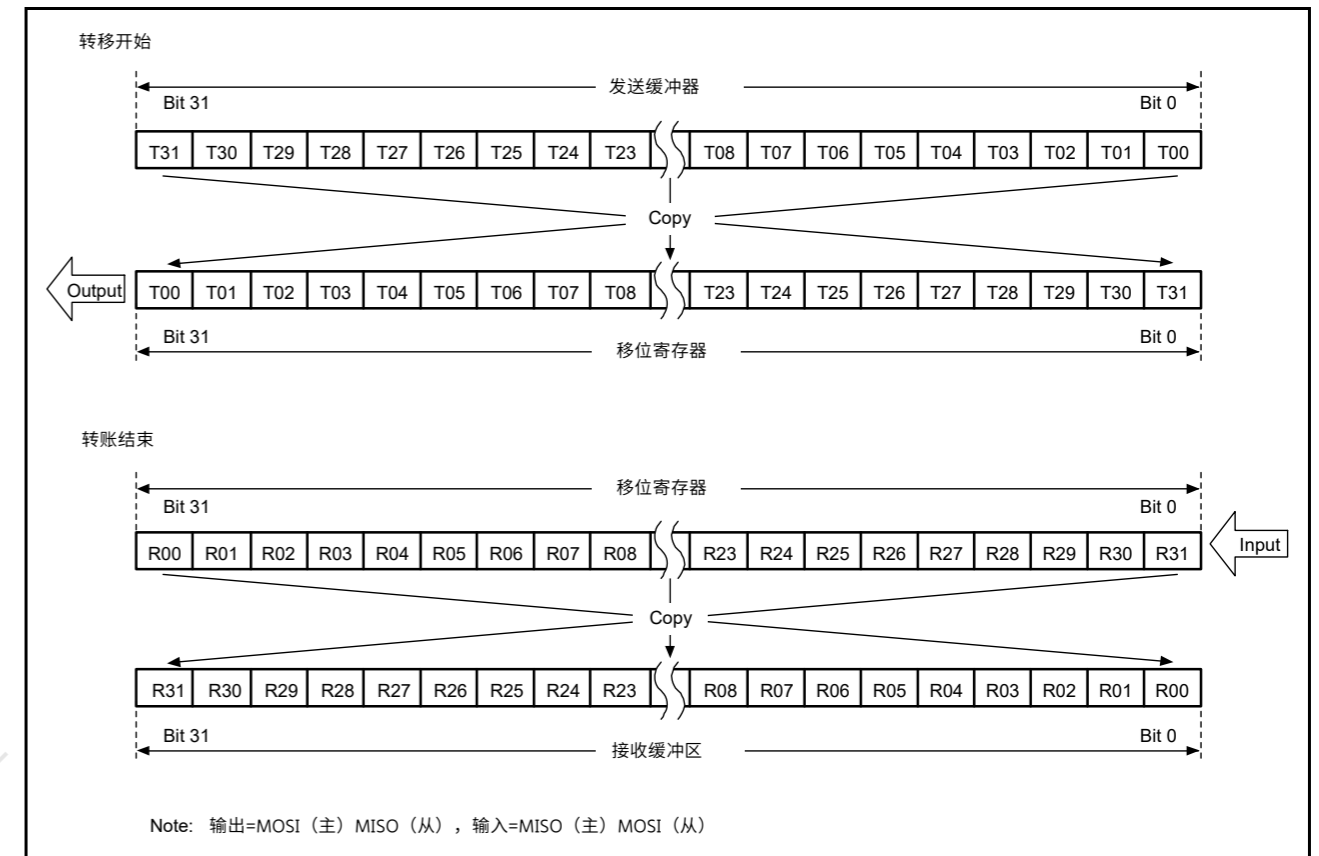 转移开始
发送缓冲器
Bit 31 Bit 0
T31 T30 T29 T28 T27 T26 T25 T24 T23 T08 T07 T06 T05 T04 T03 T02 T01 T00
Copy
Output T00 T01 T02 T03 T04 T05 T06 T07 T08 T23 T24 T25 T26 T27 T28 T29 T30 T31
Bit 31 Bit 0
移位寄存器
转账结束
移位寄存器
Bit 31 Bit 0
R00 R01 R02 R03 R04 R05 R06 R07 R08 R23 R24 R25 R26 R27 R28 R29 R30 R31 Input
Copy
R31 R30 R29 R28 R27 R26 R25 R24 R23 R08 R07 R06 R05 R04 R03 R02 R01 R00
Bit 31 Bit 0
接收缓冲区
Note: 输出=MOSI（主）MISO（从），输入=MISO（主）MOSI（从）